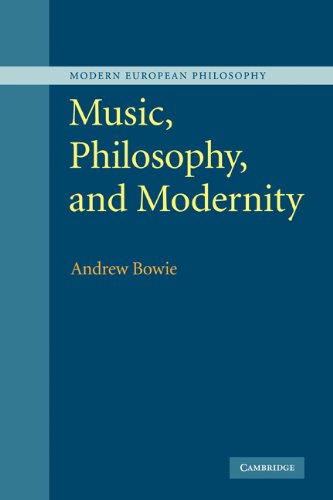 MODERN EUROPEAN PHILOSOPHY
Music,
Philosophy,
and Modernity
Andrew Bowie
CAMBRIDGE